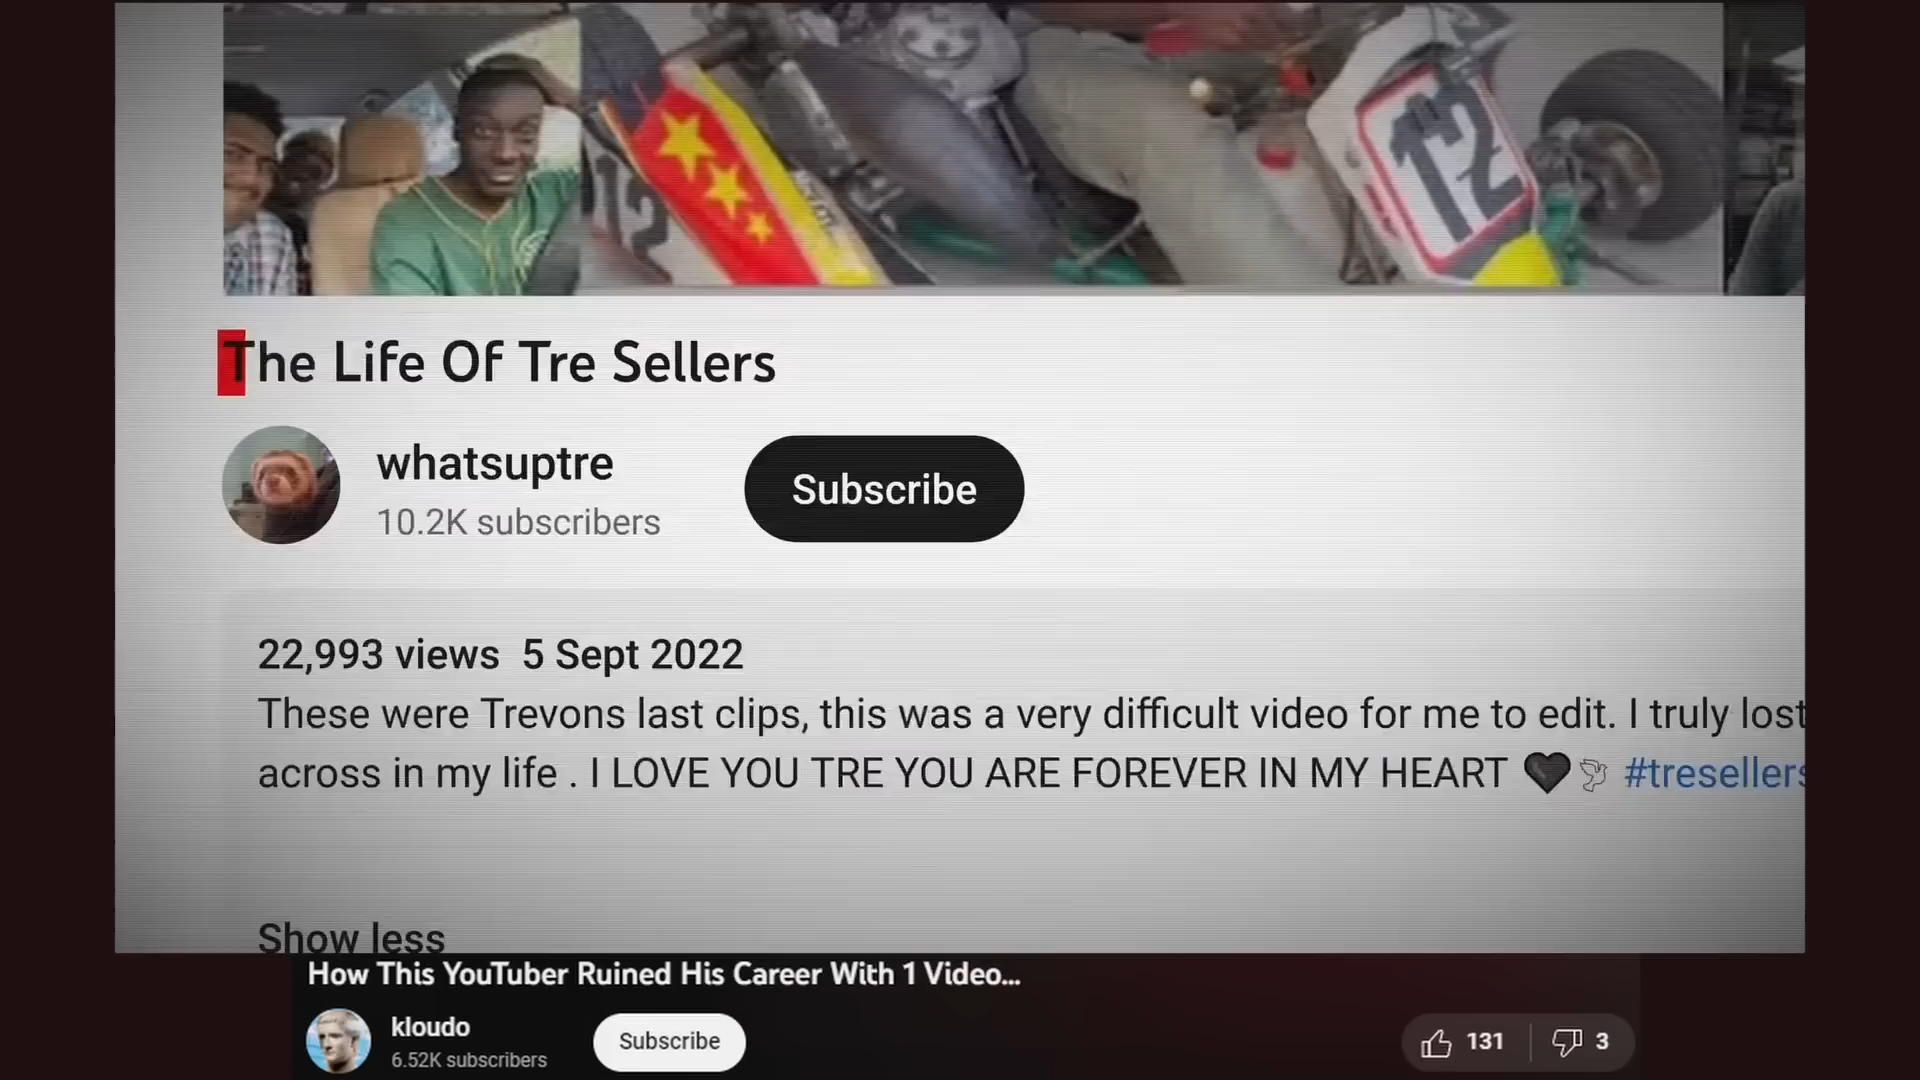 12
12
The Life Of Tre Sellers
whatsuptre
Subscribe
10.2K subscribers
22,993 views 5 Sept 2022
These were Trevons last clips, this was a very difficult video for me to edit. I truly lost
across in my life . I LOVE YOU TRE YOU ARE FOREVER IN MY HEART 🖤🕊 #tresellers
Show less
How This YouTuber Ruined His Career With 1 Video...
kloudo
Subscribe
6.52K subscribers
131
3